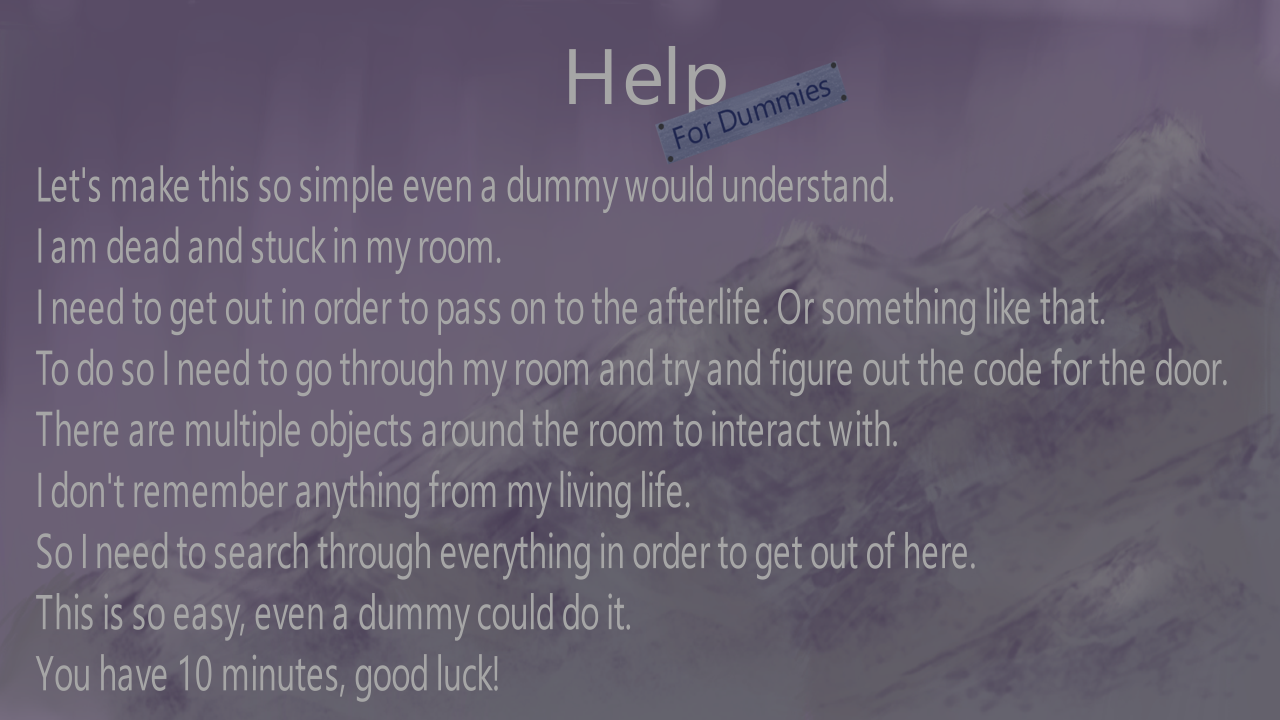 Help
For Dummies
Let's make this so simple even a dummy would understand.
I am dead and stuck in my room.
I need to get out in order to pass on to the afterlife. Or something like that.
To do so I need to go through my room and try and figure out the code for the door.
There are multiple objects around the room to interact with.
I don't remember anything from my living life.
So I need to search through everything in order to get out of here.
This is so easy, even a dummy could do it.
You have 10 minutes, good luck!